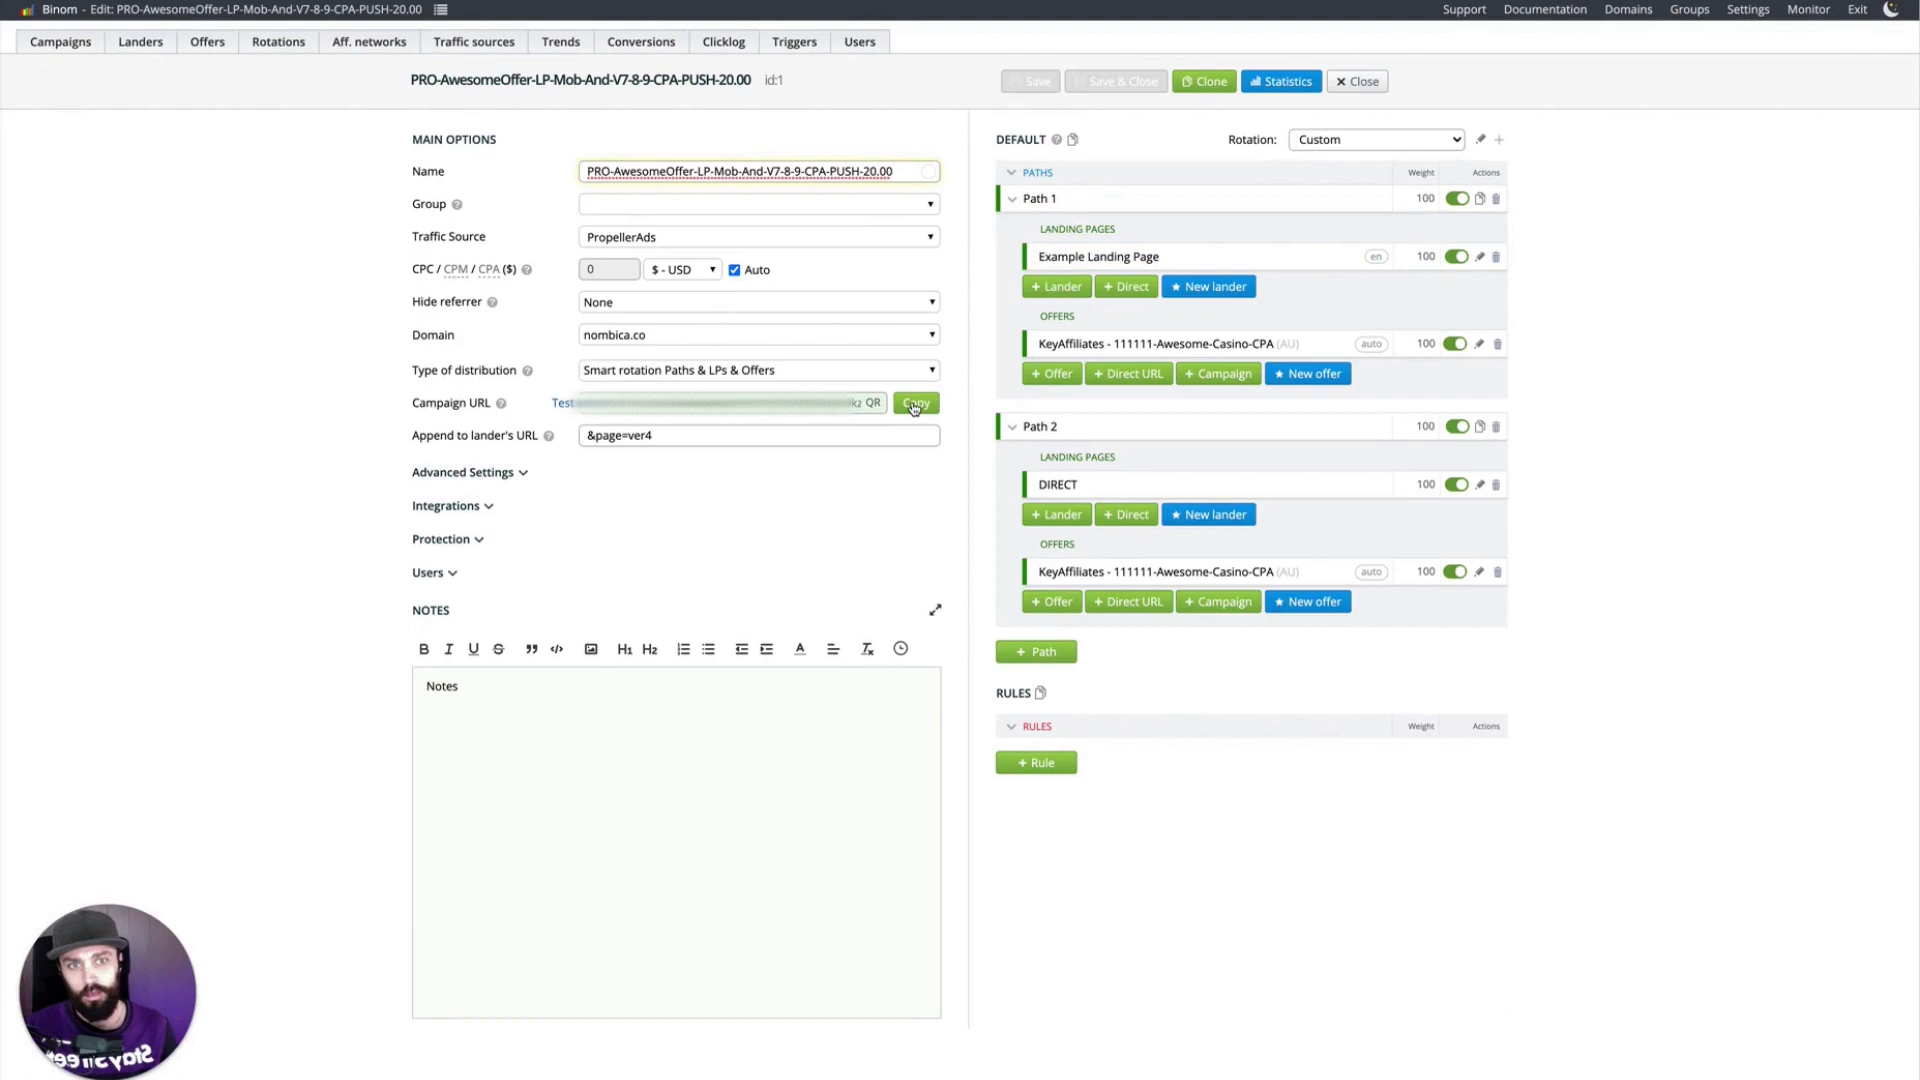 Binom - Edit: PRO-AwesomeOffer-LP-Mob-And-V7-8-9-CPA-PUSH-20.00
Support Documentation Domains Groups Settings Monitor Exit
Campaigns Landers Offers Rotations Aff. networks Traffic sources Trends Conversions Clicklog Triggers Users
PRO-AwesomeOffer-LP-Mob-And-V7-8-9-CPA-PUSH-20.00 id:1
Save Save & Close Clone Statistics Close
MAIN OPTIONS
Name PRO-AwesomeOffer-LP-Mob-And-V7-8-9-CPA-PUSH-20.00
Group
Traffic Source PropellerAds
CPC / CPM / CPA ($) 0 $ - USD Auto
Hide referrer None
Domain nombica.co
Type of distribution Smart rotation Paths & LPs & Offers
Campaign URL Test QR Copy
Append to lander's URL &page=ver4
Advanced Settings
Integrations
Protection
Users
NOTES
B I U S H1 H2 A
Notes
DEFAULT Rotation: Custom
PATHS Weight Actions
Path 1 100
LANDING PAGES
Example Landing Page en 100
+ Lander + Direct New lander
OFFERS
KeyAffiliates - 111111-Awesome-Casino-CPA (AU) auto 100
+ Offer + Direct URL + Campaign New offer
Path 2 100
LANDING PAGES
DIRECT 100
+ Lander + Direct New lander
OFFERS
KeyAffiliates - 111111-Awesome-Casino-CPA (AU) auto 100
+ Offer + Direct URL + Campaign New offer
+ Path
RULES
RULES Weight Actions
+ Rule